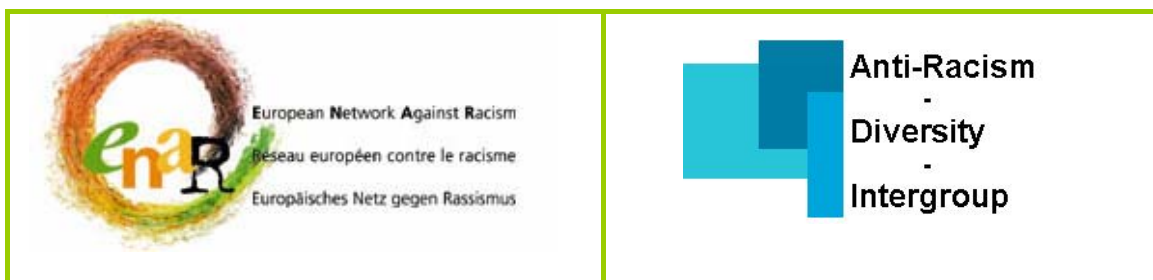 enaR
European Network Against Racism
Réseau européen contre le racisme
Europäisches Netz gegen Rassismus
Anti-Racism
-
Diversity
-
Intergroup